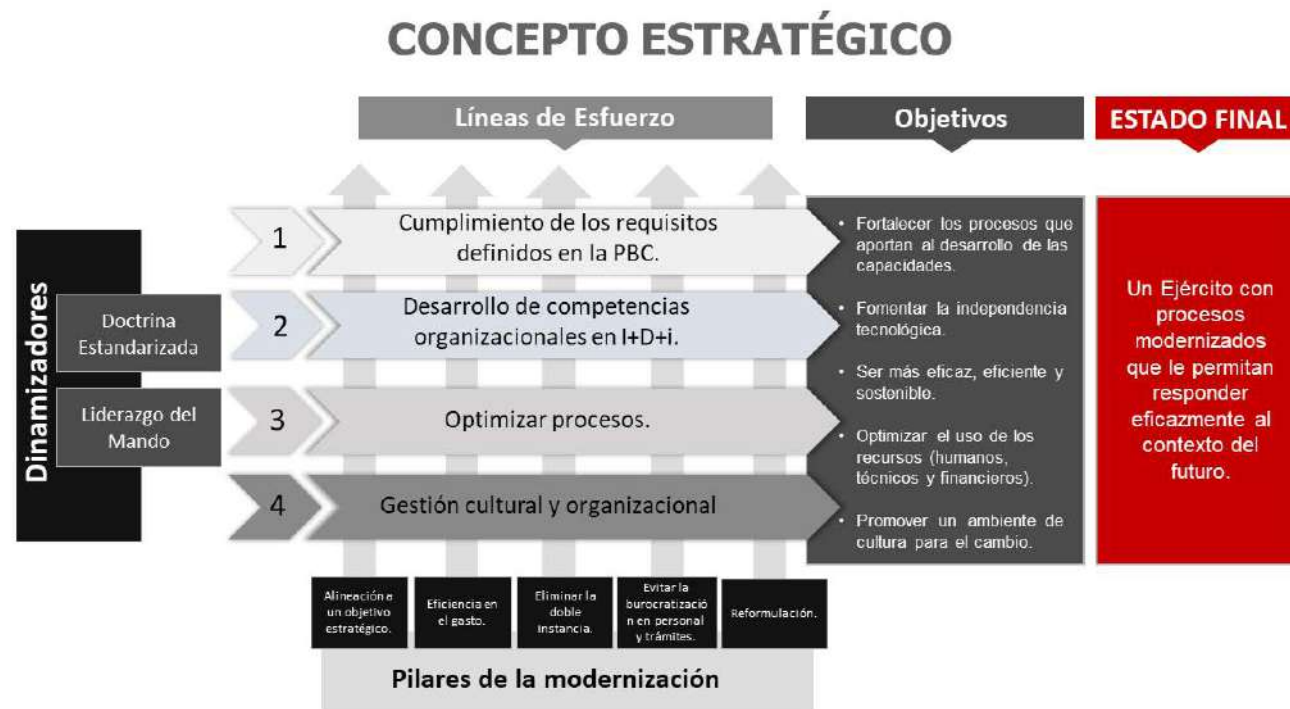 CONCEPTO ESTRATÉGICO
Líneas de Esfuerzo
Objetivos
ESTADO FINAL
Dinamizadores
Doctrina
Estandarizada
Liderazgo del
Mando
1
Cumplimiento de los requisitos
definidos en la PBC.
2
Desarrollo de competencias
organizacionales en I+D+i.
3
Optimizar procesos.
4
Gestión cultural y organizacional
• Fortalecer los procesos que
aportan al desarrollo de las
capacidades.
• Fomentar la independencia
tecnológica.
• Ser más eficaz, eficiente y
sostenible.
• Optimizar el uso de los
recursos (humanos,
técnicos y financieros).
• Promover un ambiente de
cultura para el cambio.
Un Ejército con
procesos
modernizados
que le permitan
responder
eficazmente al
contexto del
futuro.
Alineación a
un objetivo
estratégico.
Eficiencia en
el gasto.
Eliminar la
doble
instancia.
Evitar la
burocratizació
n en personal
y trámites.
Reformulación.
Pilares de la modernización